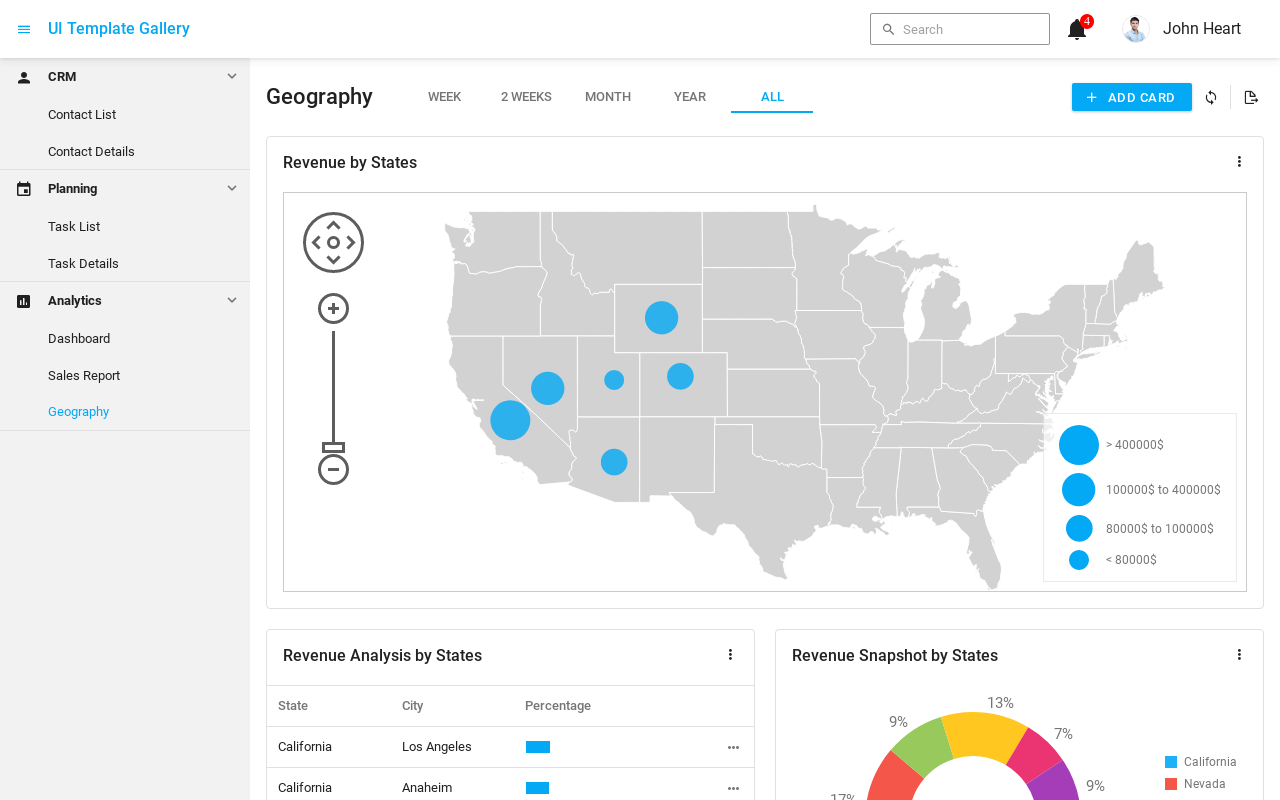 UI Template Gallery
Search
4
John Heart
CRM
Contact List
Contact Details
Planning
Task List
Task Details
Analytics
Dashboard
Sales Report
Geography
Geography
WEEK
2 WEEKS
MONTH
YEAR
ALL
ADD CARD
Revenue by States
> 400000$
100000$ to 400000$
80000$ to 100000$
< 80000$
Revenue Analysis by States
State City Percentage
California Los Angeles
California Anaheim
Revenue Snapshot by States
13%
9%
7%
9%
17%
California
Nevada